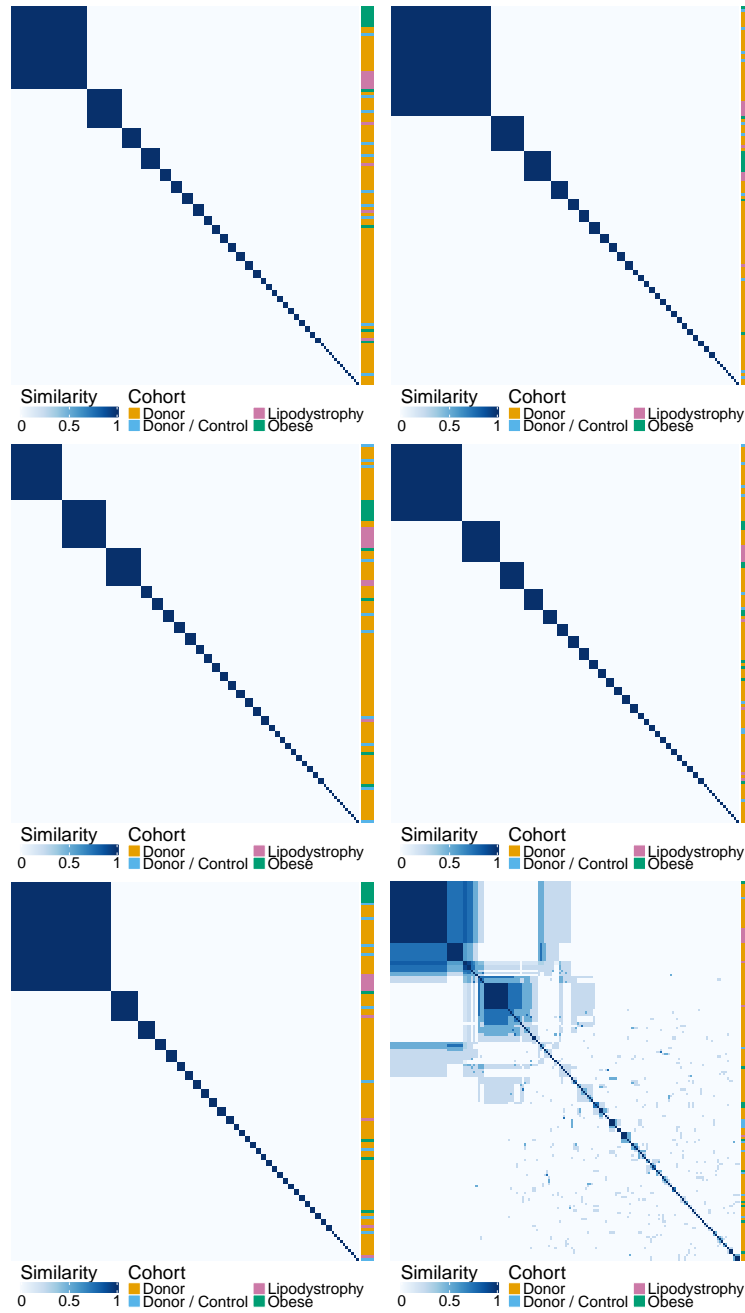 Similarity Cohort Similarity Cohort
Donor Lipodystrophy Donor Lipodystrophy
0 0.5 1 Donor / Control Obese 0 0.5 1 Donor / Control Obese
Similarity Cohort Similarity Cohort
Donor Lipodystrophy Donor Lipodystrophy
0 0.5 1 Donor / Control Obese 0 0.5 1 Donor / Control Obese
Similarity Cohort Similarity Cohort
Donor Lipodystrophy Donor Lipodystrophy
0 0.5 1 Donor / Control Obese 0 0.5 1 Donor / Control Obese